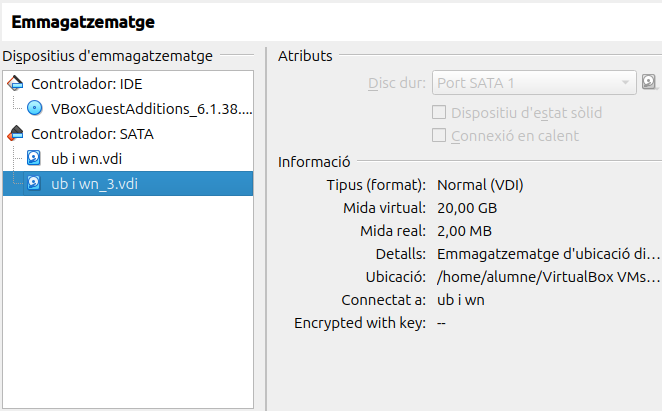 Emmagatzematge
Dispositius d'emmagatzematge
Controlador: IDE
VBoxGuestAdditions_6.1.38....
Controlador: SATA
ub i wn.vdi
ub i wn_3.vdi
Atributs
Disc dur: Port SATA 1
Dispositiu d'estat sòlid
Connexió en calent
Informació
Tipus (format): Normal (VDI)
Mida virtual: 20,00 GB
Mida real: 2,00 MB
Detalls: Emmagatzematge d'ubicació di...
Ubicació: /home/alumne/VirtualBox VMs...
Connectat a: ub i wn
Encrypted with key: --